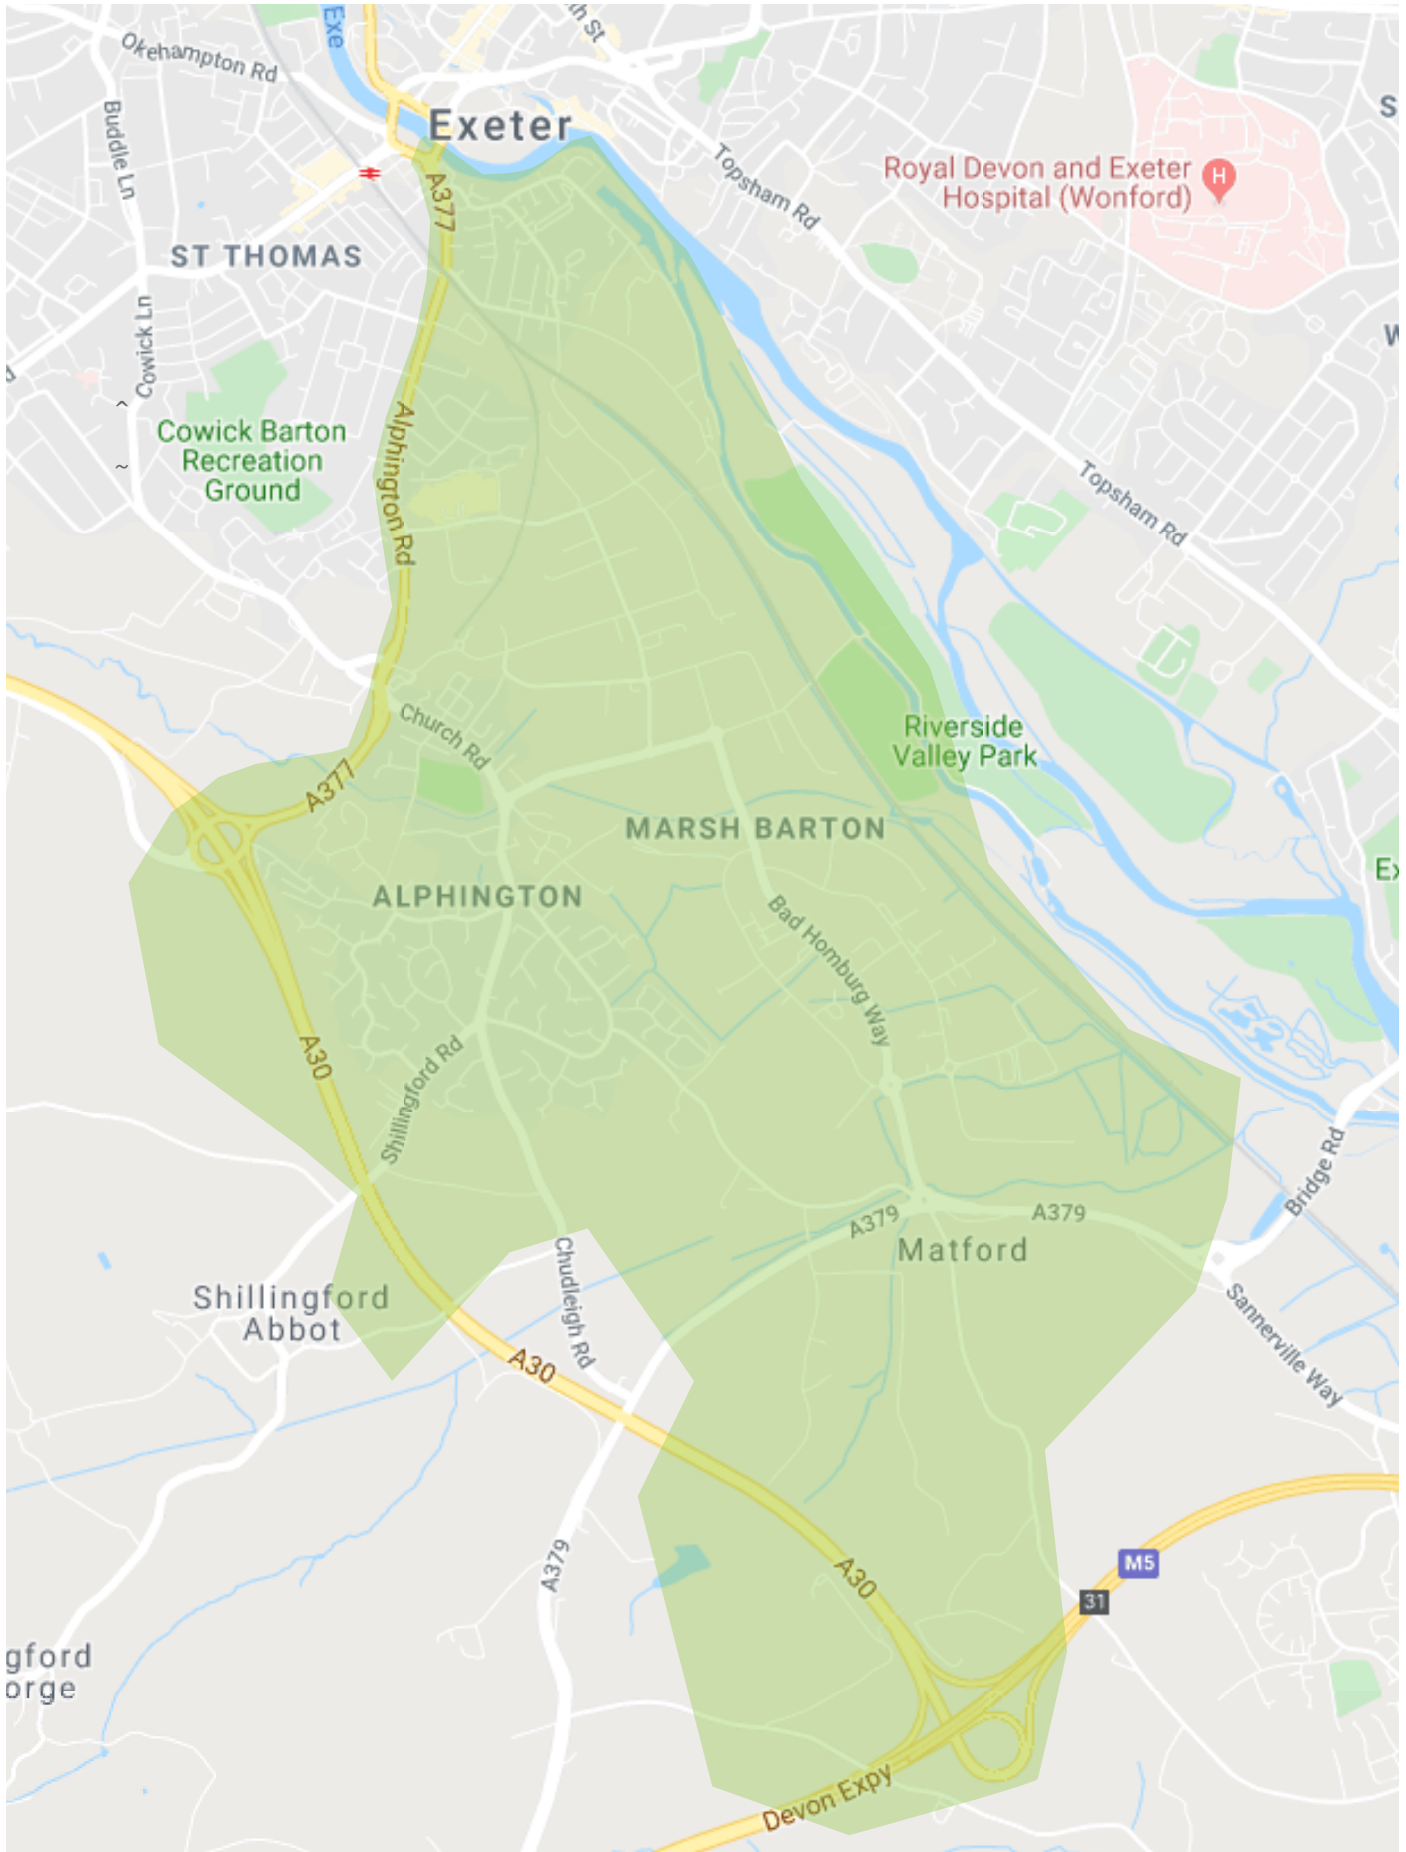 Exe
Okehampton Rd
Exeter
Buddle Ln
Topsham Rd
Royal Devon and Exeter
Hospital (Wonford)
H
A377
ST THOMAS
Cowick Ln
Cowick Barton
Recreation
Ground
Alphington Rd
Topsham Rd
Church Rd
Riverside
Valley Park
A377
MARSH BARTON
ALPHINGTON
Bad Homburg Way
A30
Shillingford Rd
Bridge Rd
A379
A379
Matford
Chudleigh Rd
Shillingford
Abbot
Sannerville Way
A30
M5
A30
A379
31
gford
orge
Devon Expy